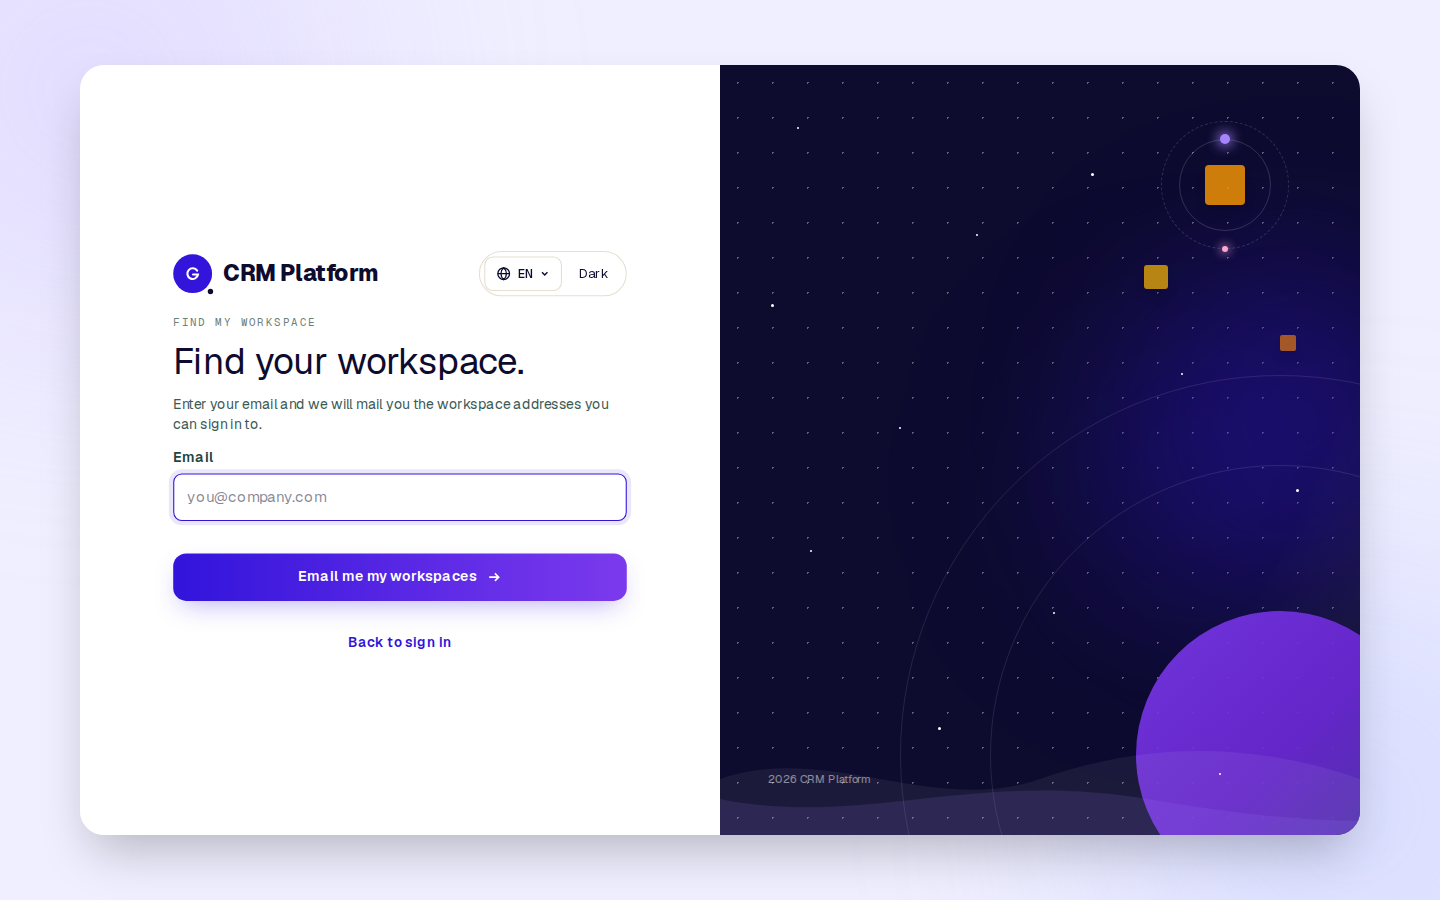 G
CRM Platform
EN
Dark
FIND MY WORKSPACE
Find your workspace.
Enter your email and we will mail you the workspace addresses you
can sign in to.
Email
you@company.com
Email me my workspaces →
Back to sign in
2026 CRM Platform